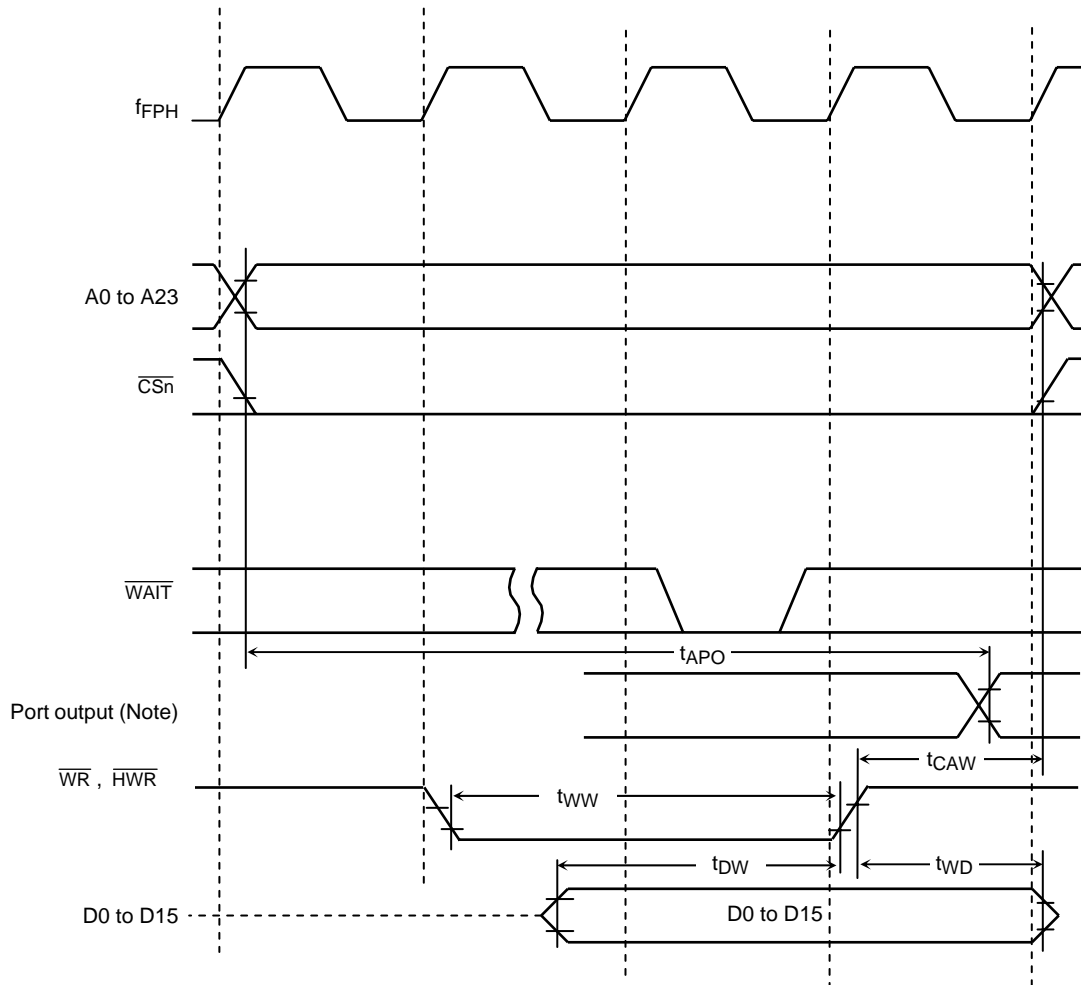 fFPH
A0 to A23
CSn
WAIT
tAPO
Port output (Note)
tCAW
WR , HWR
tWW
tDW
tWD
D0 to D15
D0 to D15